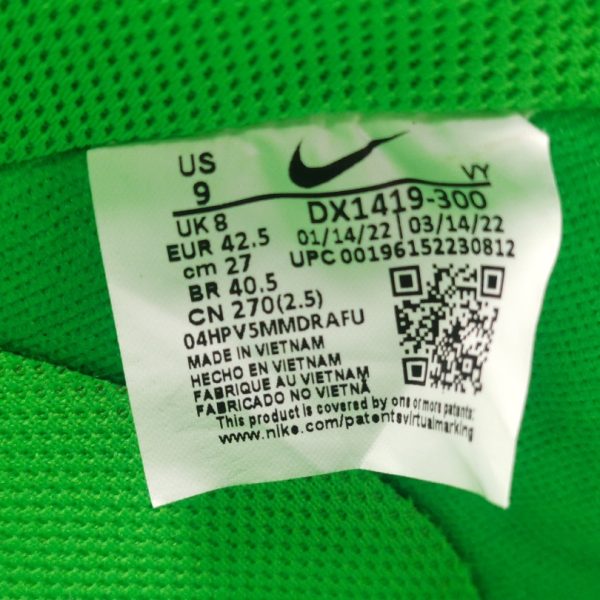 US
9
VY
DX1419-300
UK 8
01/14/22 03/14/22
EUR 42.5
UPC 00196152230812
cm 27
BR 40.5
CN 270(2.5)
04HPV5MMDRAFU
MADE IN VIETNAM
HECHO EN VIETNAM
FABRIQUE AU VIETNAM
FABRICADO NO VIETNÃ
This product is covered by one of more patents:
www.nike.com/patentsvirtualmarking